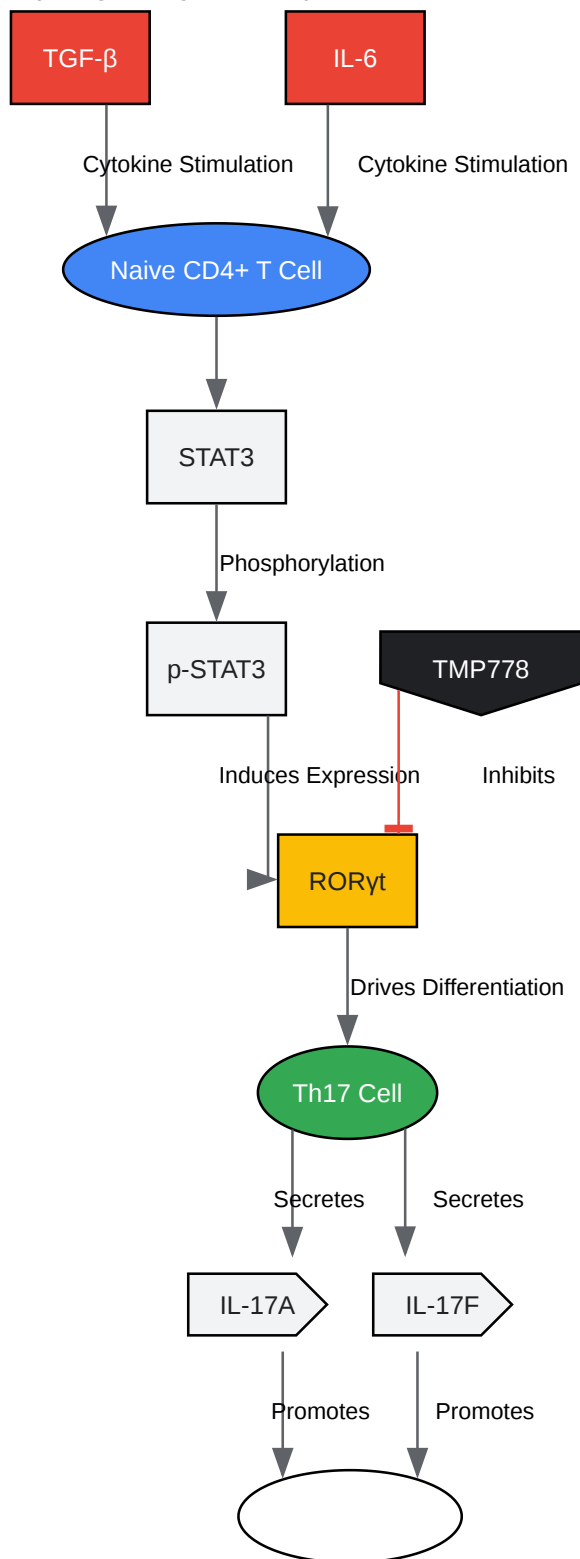 TGF-β
IL-6
Cytokine Stimulation
Cytokine Stimulation
Naive CD4+ T Cell
STAT3
Phosphorylation
p-STAT3
TMP778
Induces Expression
Inhibits
RORγt
Drives Differentiation
Th17 Cell
Secretes
Secretes
IL-17A
IL-17F
Promotes
Promotes